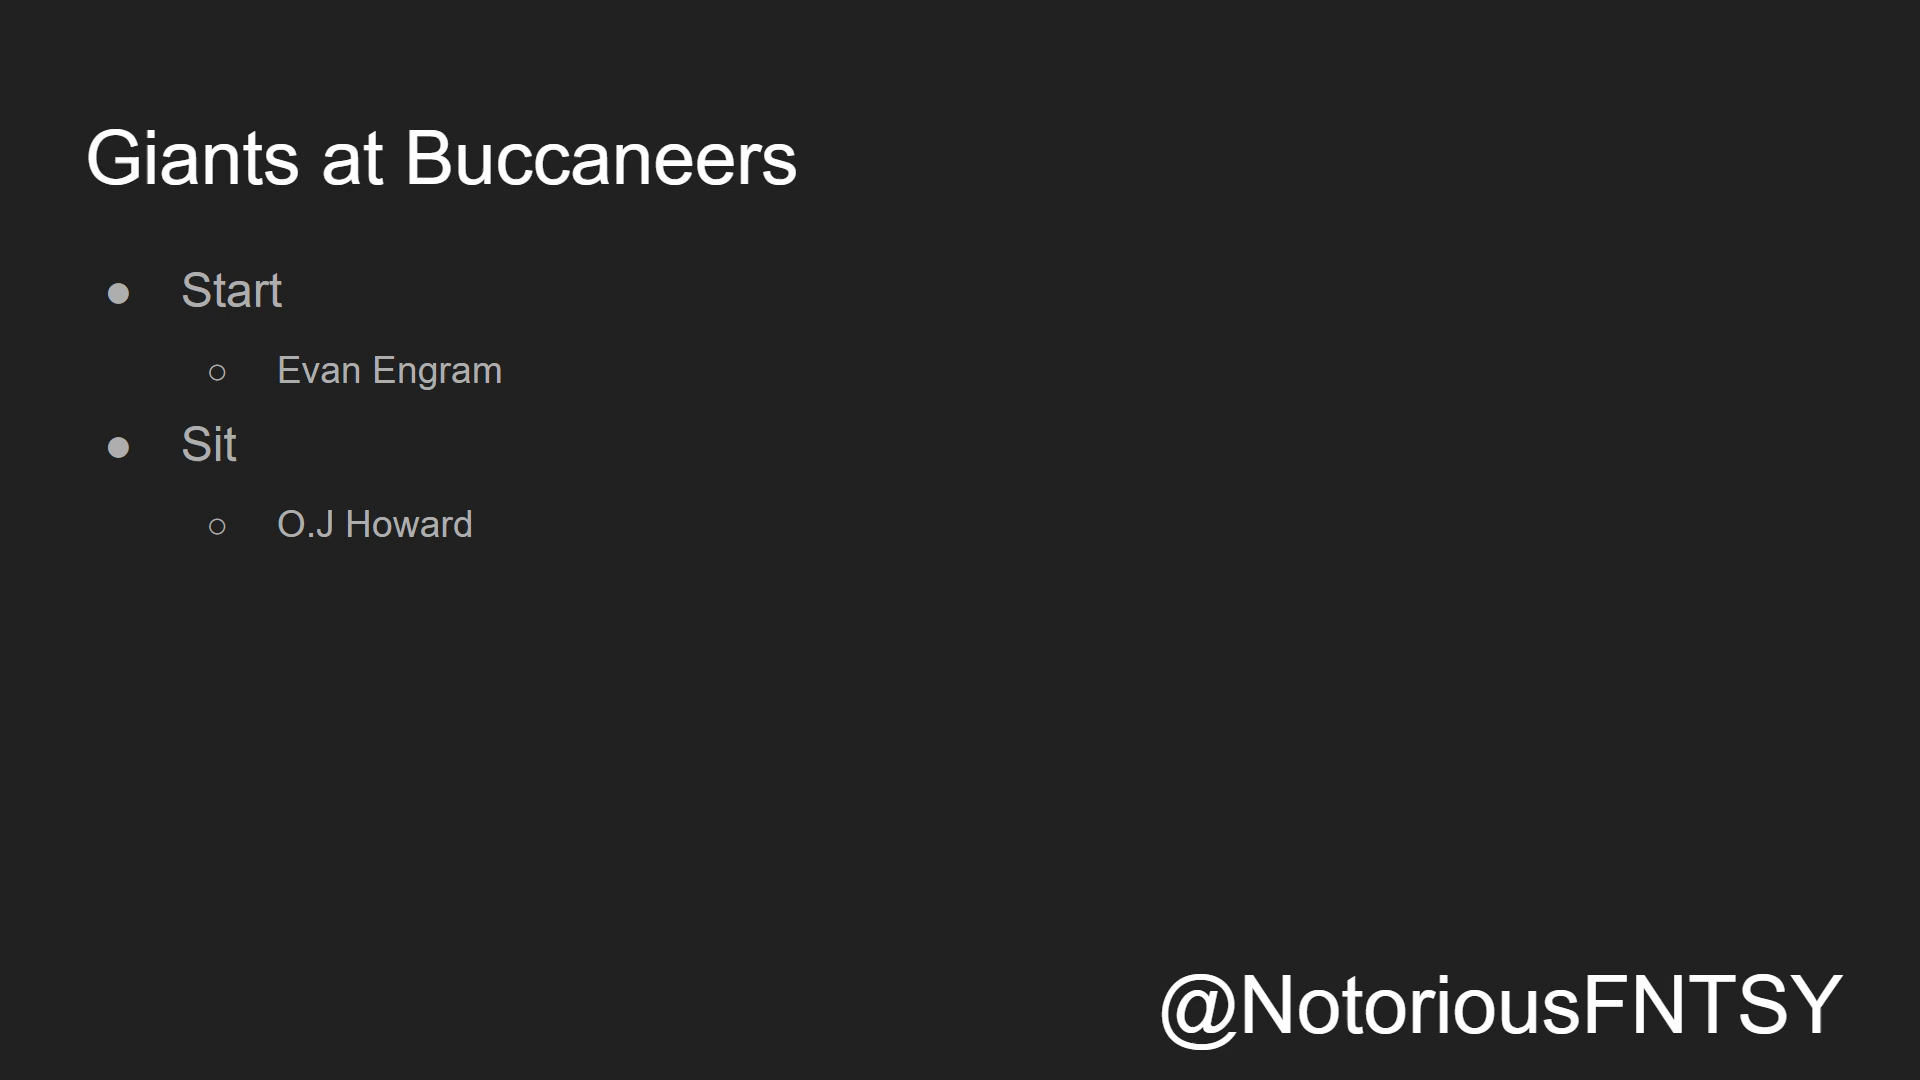 Giants at Buccaneers
● Start
○ Evan Engram
● Sit
○ O.J Howard
@NotoriousFNTSY